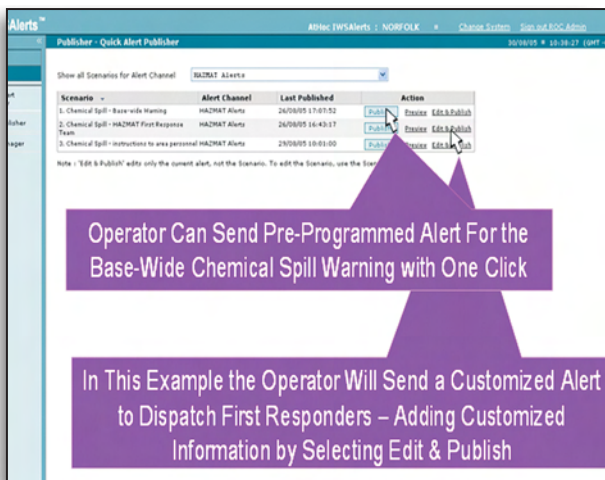 Alerts™
AtHoc IWSAlerts : NORFOLK
Change System
Sign out ROC Admin
Publisher - Quick Alert Publisher
30/08/05
10:38:27 (GMT -
Show all Scenarios for Alert Channel
HAZMAT Alerts
Scenario
Alert Channel
Last Published
Action
1. Chemical Spill - Base-wide Warning
HAZMAT Alerts
26/08/05 17:07:52
Publish
Preview
Edit & Publish
2. Chemical Spill - HAZMAT First Response
Team
HAZMAT Alerts
26/08/05 16:43:17
Publish
Preview
Edit & Publish
3. Chemical Spill - instructions to area personnel
HAZMAT Alerts
29/08/05 10:01:00
Publish
Preview
Edit & Publish
Note : 'Edit & Publish' edits only the current alert, not the Scenario. To edit the Scenario, use the
Operator Can Send Pre-Programmed Alert For the
Base-Wide Chemical Spill Warning with One Click
In This Example the Operator Will Send a Customized Alert
to Dispatch First Responders – Adding Customized
Information by Selecting Edit & Publish